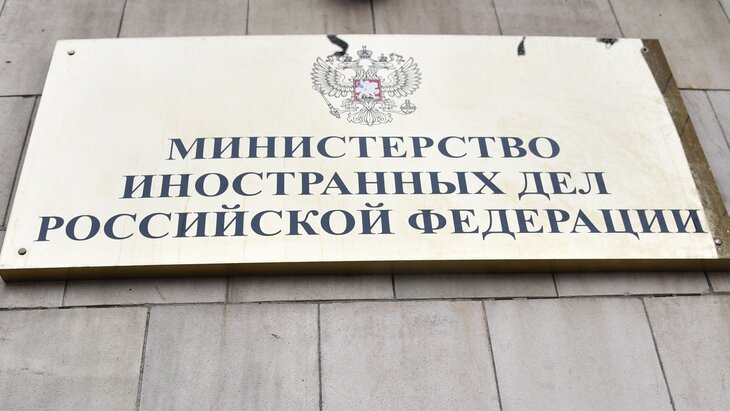 МИНИСТЕРСТВО
ИНОСТРАННЫХ ДЕЛ
РОССИЙСКОЙ ФЕДЕРАЦИИ